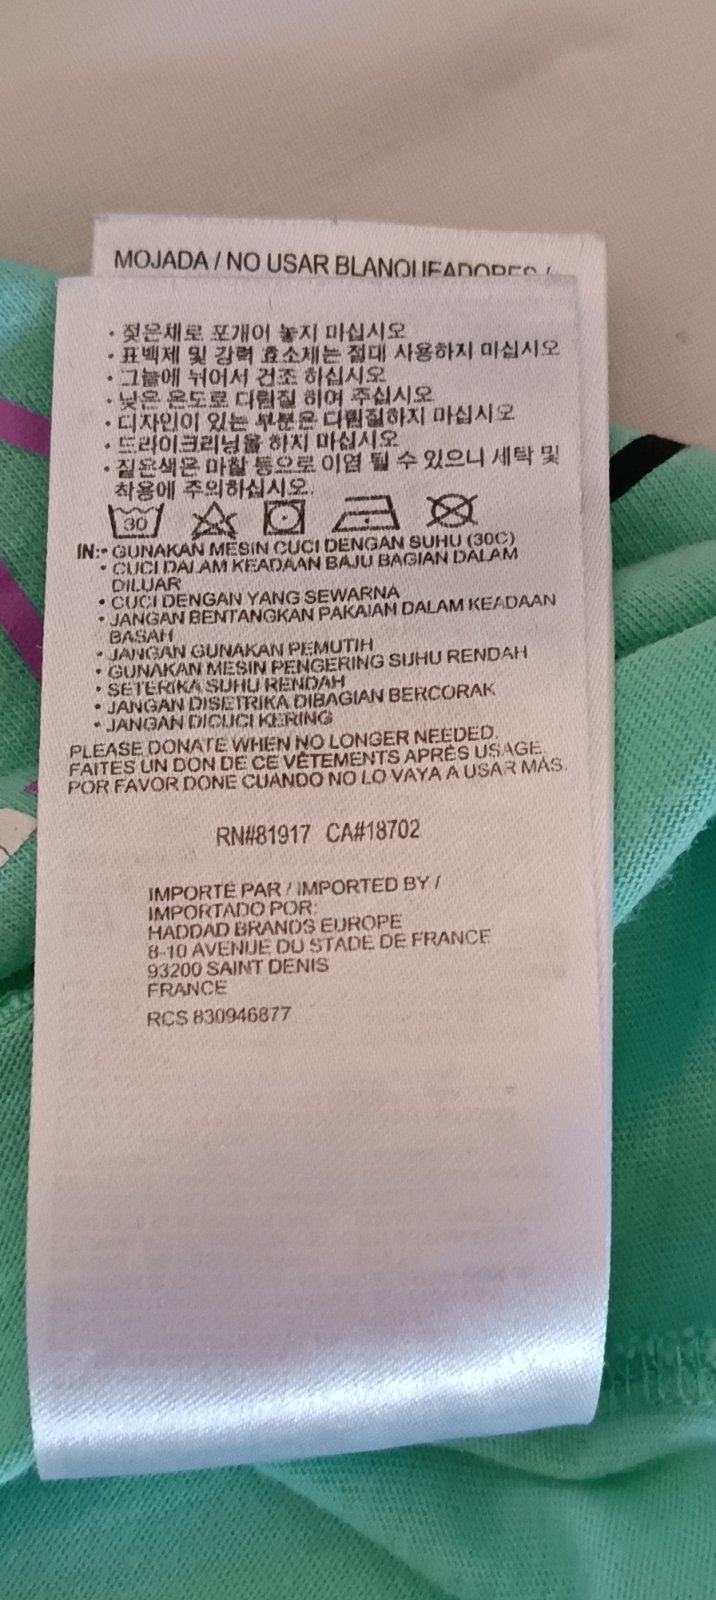 MOJADA / NO USAR BLANQUEADORES /
· 젖은채로 포개어 놓지 마십시오
· 표백제 및 강력 효소제는 절대 사용하지 마십시오
· 그늘에 뉘어서 건조 하십시오
· 낮은 온도로 다림질 하여 주십시오
· 디자인이 있는 부분은 다림질하지 마십시오
· 드라이크리닝을 하지 마십시오
· 짙은색은 마찰 등으로 이염 될 수 있으니 세탁 및
착용에 주의하십시오.
30
IN:• GUNAKAN MESIN CUCI DENGAN SUHU (30C)
• CUCI DALAM KEADAAN BAJU BAGIAN DALAM
DILUAR
• CUCI DENGAN YANG SEWARNA
• JANGAN BENTANGKAN PAKAIAN DALAM KEADAAN
BASAH
• JANGAN GUNAKAN PEMUTIH
• GUNAKAN MESIN PENGERING SUHU RENDAH
• SETERIKA SUHU RENDAH
• JANGAN DISETRIKA DIBAGIAN BERCORAK
• JANGAN DICUCI KERING
PLEASE DONATE WHEN NO LONGER NEEDED.
FAITES UN DON DE CE VÊTEMENTS APRÈS USAGE.
POR FAVOR DONE CUANDO NO LO VAYA A USAR MÁS.
RN#81917 CA#18702
IMPORTÉ PAR / IMPORTED BY /
IMPORTADO POR:
HADDAD BRANDS EUROPE
8-10 AVENUE DU STADE DE FRANCE
93200 SAINT DENIS
FRANCE
RCS 830946877